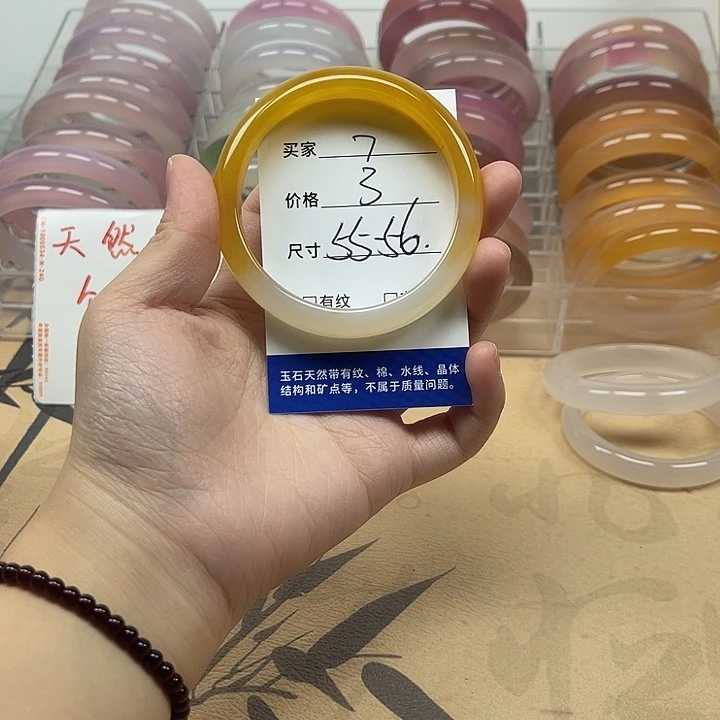 买家 7
价格 3
尺寸 55-56.
□有纹 □
玉石天然带有纹、棉、水线、晶体
结构和矿点等，不属于质量问题。
天然